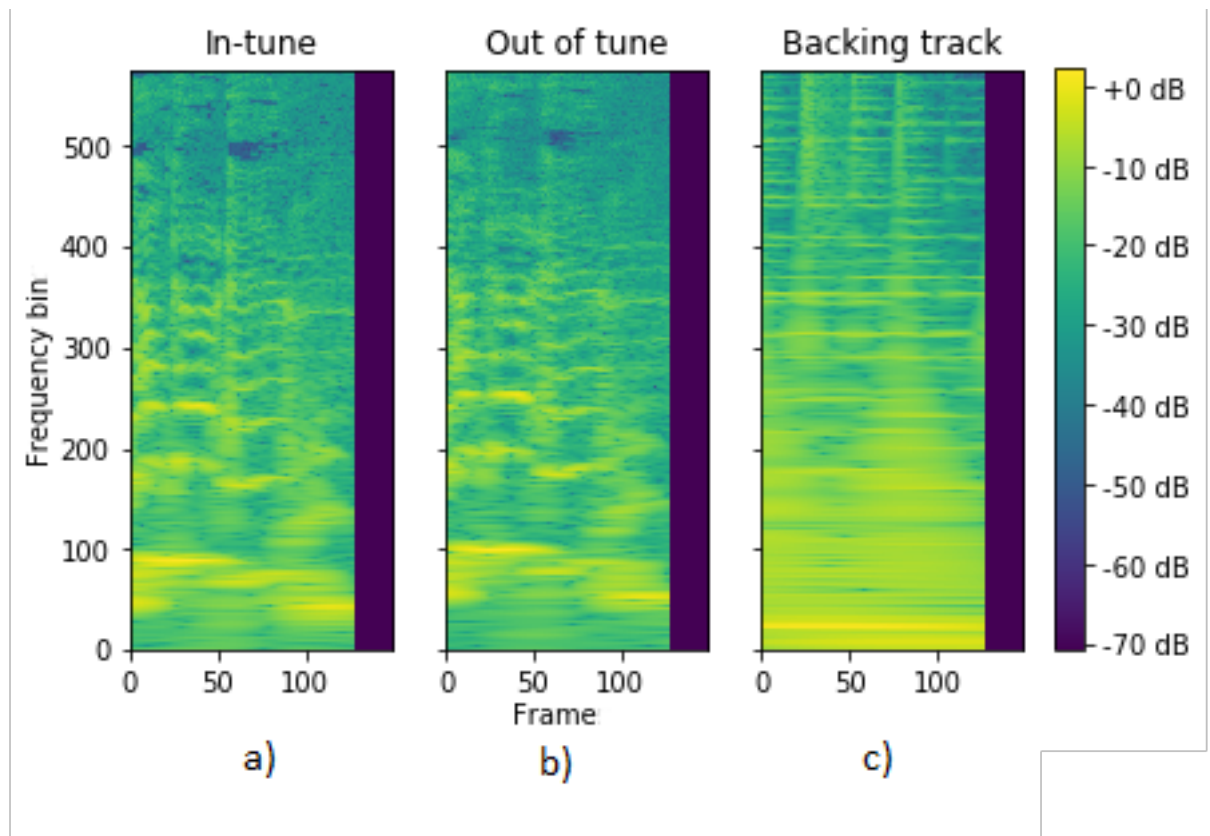 In-tune Out of tune Backing track
+0 dB
500
-10 dB
400
-20 dB
Frequency bin
-30 dB
300
-40 dB
200
-50 dB
100
-60 dB
0
-70 dB
0 50 100 0 50 100 0 50 100
Frame
a) b) c)